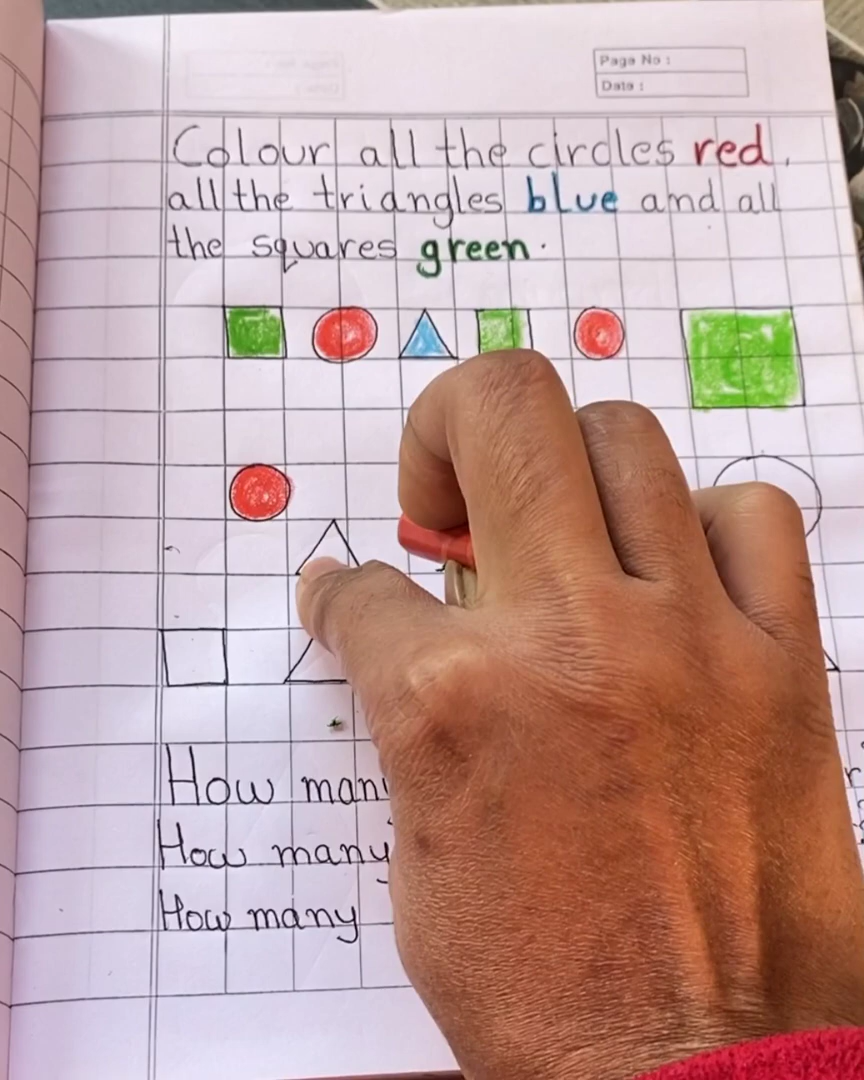 Page No :
Date :
Colour all the circles red,
all the triangles blue and all
the squares green.
How many
How many
How many